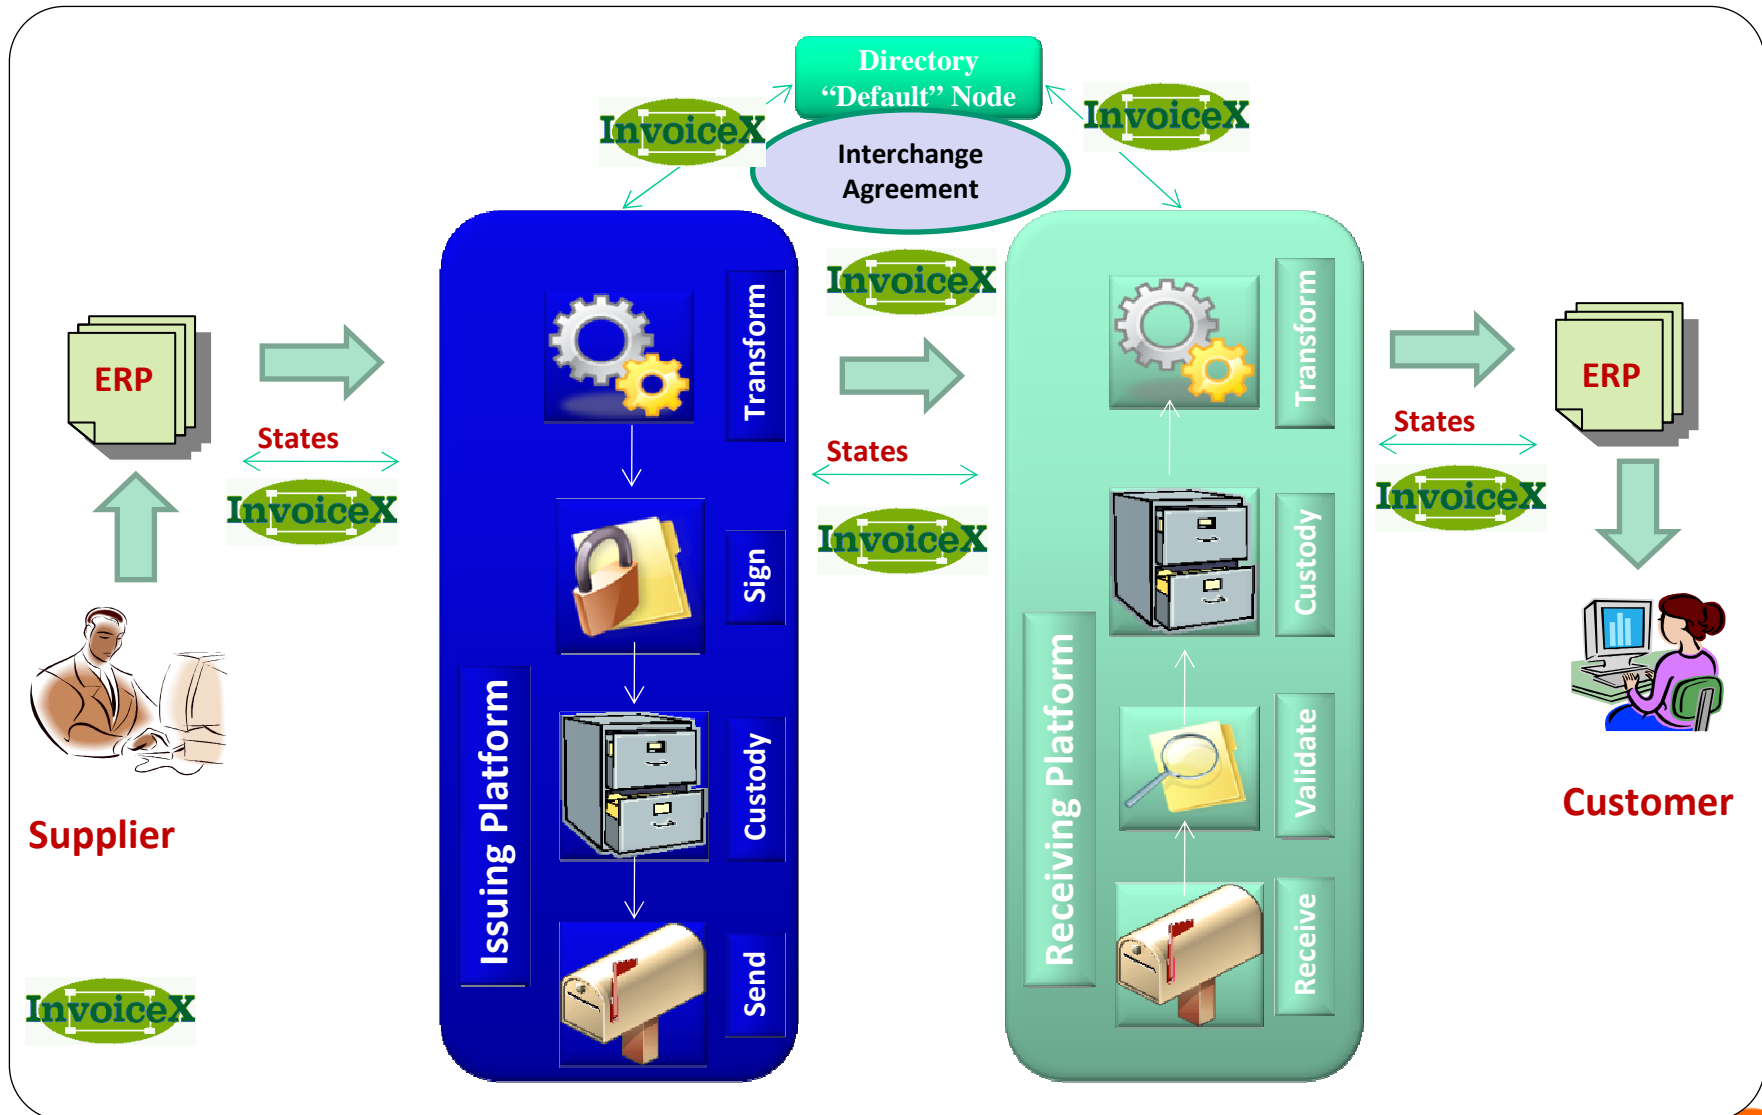 Directory
“Default” Node
InvoiceX
InvoiceX
Interchange
Agreement
InvoiceX
ERP
States
InvoiceX
Supplier
InvoiceX
Issuing Platform
Transform
Sign
Custody
Send
States
InvoiceX
Receiving Platform
Transform
Custody
Validate
Receive
States
InvoiceX
ERP
Customer